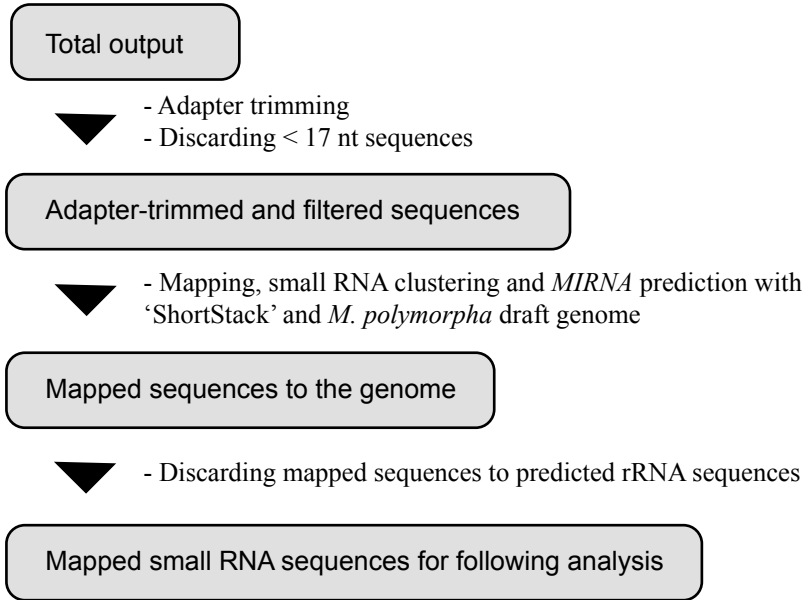 Total output
- Adapter trimming
- Discarding < 17 nt sequences
Adapter-trimmed and filtered sequences
- Mapping, small RNA clustering and MIRNA prediction with
‘ShortStack’ and M. polymorpha draft genome
Mapped sequences to the genome
- Discarding mapped sequences to predicted rRNA sequences
Mapped small RNA sequences for following analysis